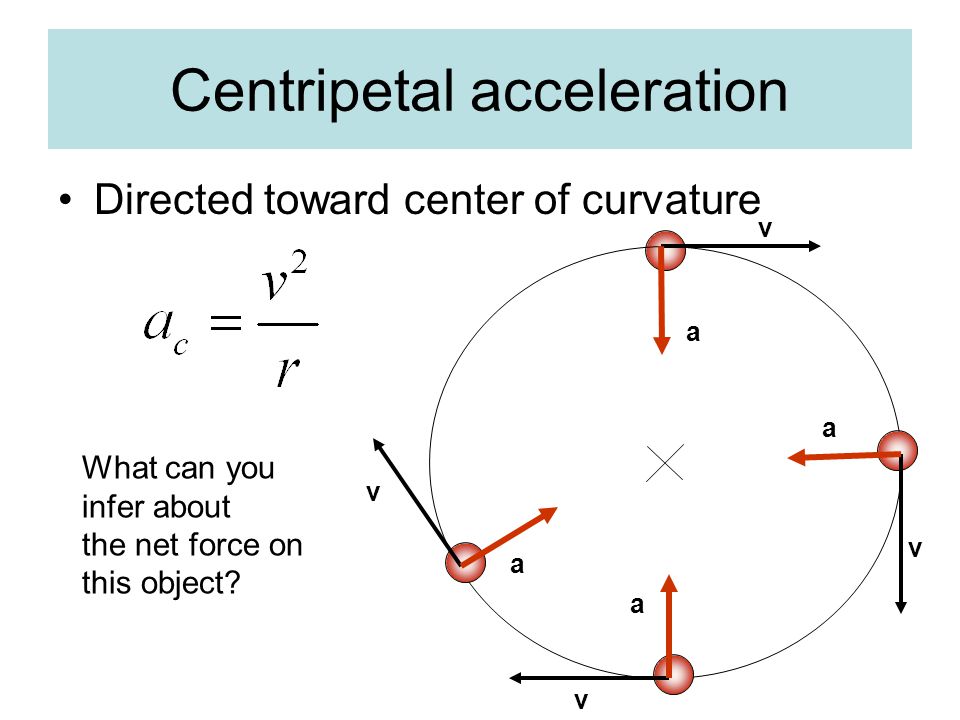 Centripetal acceleration
• Directed toward center of curvature
a_c = v^2 / r
What can you
infer about
the net force on
this object?
v
a
a
v
v
a
a
v